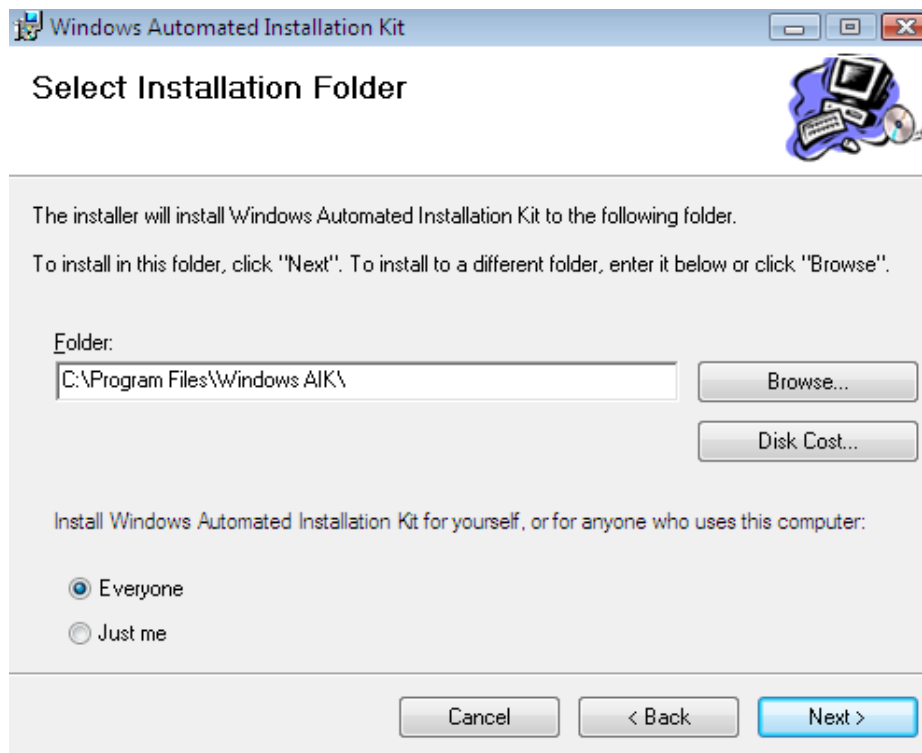 Windows Automated Installation Kit
Select Installation Folder
The installer will install Windows Automated Installation Kit to the following folder.
To install in this folder, click "Next". To install to a different folder, enter it below or click "Browse".
Folder:
C:\Program Files\Windows AIK\
Browse...
Disk Cost...
Install Windows Automated Installation Kit for yourself, or for anyone who uses this computer:
Everyone
Just me
Cancel
< Back
Next >